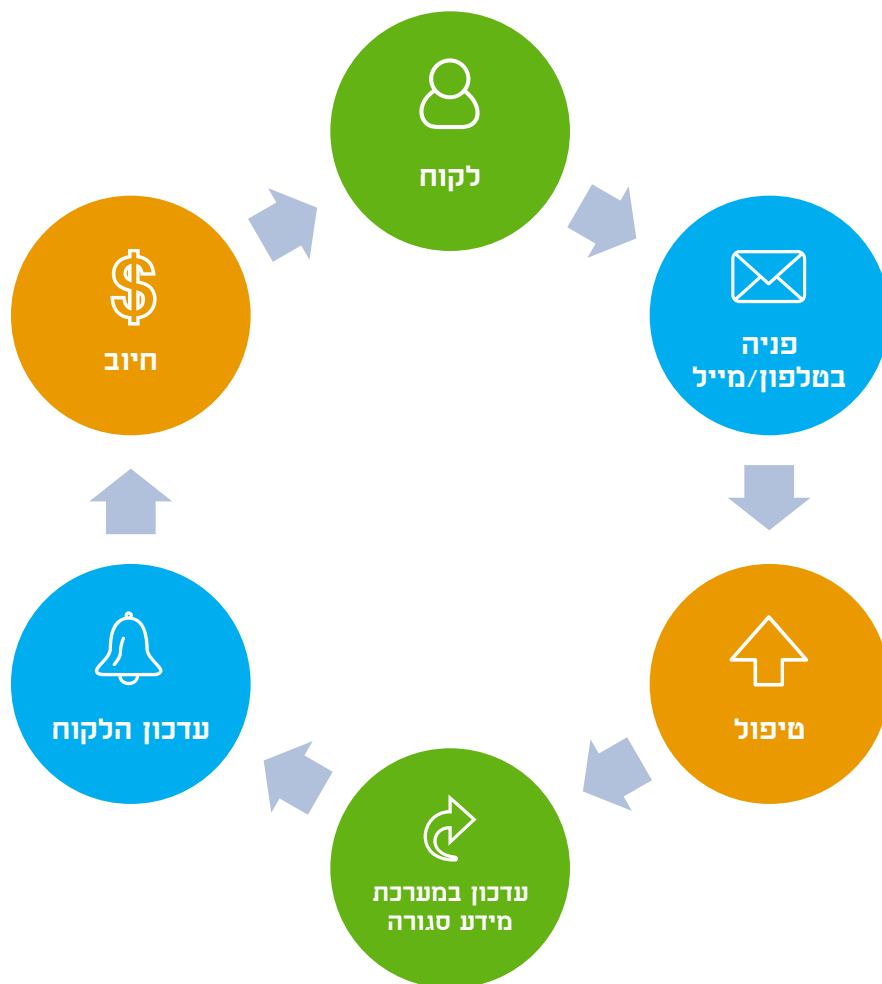 לקוח
פניה
בטלפון/מייל
טיפול
עדכון במערכת
מידע סגורה
עדכון הלקוח
חיוב